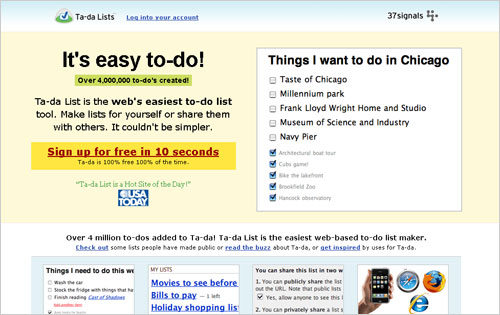 Ta-da Lists Log into your account 37signals
It's easy to-do!
Over 4,000,000 to-do's created!
Ta-da List is the web's easiest to-do list
tool. Make lists for yourself or share them
with others. It couldn't be simpler.
Sign up for free in 10 seconds
Ta-da is 100% free 100% of the time.
"Ta-da List is a Hot Site of the Day!"
USA
TODAY
Things I want to do in Chicago
Taste of Chicago
Millennium park
Frank Lloyd Wright Home and Studio
Museum of Science and Industry
Navy Pier
Architectural boat tour
Cubs game!
Bike the lakefront
Brookfield Zoo
Hancock observatory
Over 4 million to-dos added to Ta-da! Ta-da List is the easiest web-based to-do list maker.
Check out some lists people have made public or read the buzz about Ta-da, or get inspired by uses for Ta-da.
Things I need to do this we
Wash the car
Stock the fridge with things that ha
Finish reading Cast of Shadows
Add another item
MY LISTS
Movies to see before
Bills to pay — 1 left
Holiday shopping list
You can share this list in two w
1. You can publicly share the list
out the URL. Note that public lists
Yes, allow anyone to see this l
2. You can privately share a list s